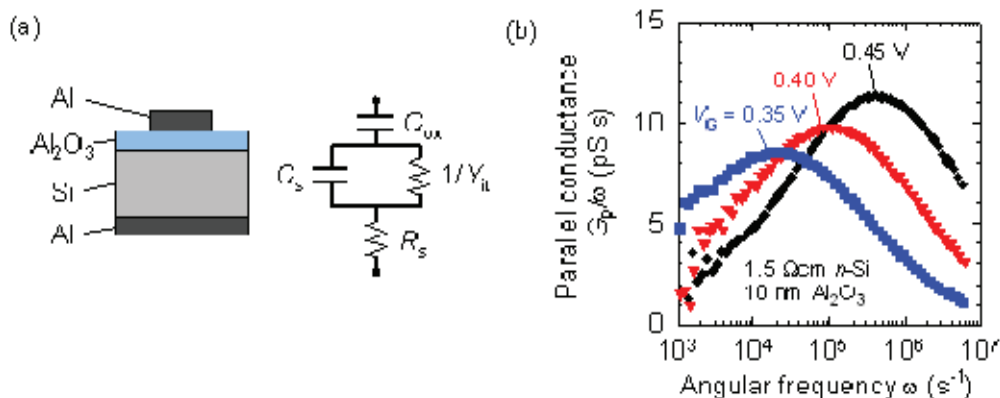 (a)
Al
Al₂O₃
Si
Al
Cₒₓ
Cₛ
1/Yᵢₜ
Rₛ
(b)
Parallel conductance
Gₚ/ω (pS s)
15
10
5
0
0.45 V
0.40 V
V_G = 0.35 V
1.5 Ωcm n-Si
10 nm Al₂O₃
10³ 10⁴ 10⁵ 10⁶ 10⁷
Angular frequency ω (s⁻¹)